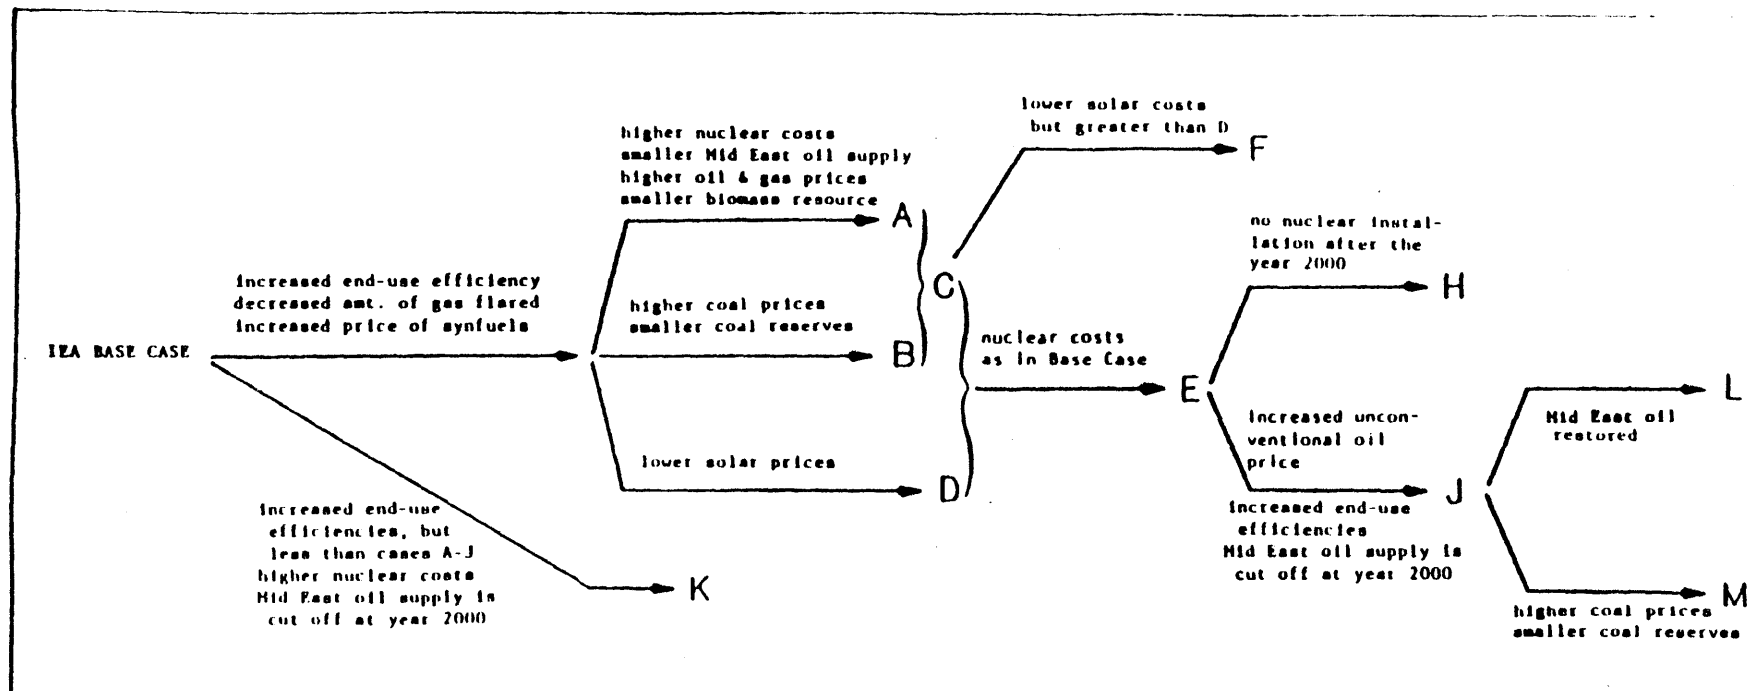 lower solar costs
but greater than D
F
higher nuclear costs
smaller Mid East oil supply
higher oil & gas prices
smaller biomass resource
A
no nuclear instal-
lation after the
year 2000
H
increased end-use efficiency
decreased amt. of gas flared
increased price of synfuels
higher coal prices
smaller coal reserves
B
C
IEA BASE CASE
nuclear costs
as in Base Case
E
Mid East oil
restored
L
increased uncon-
ventional oil
price
lower solar prices
D
J
increased end-use
efficiencies
Mid East oil supply is
cut off at year 2000
increased end-use
efficiencies, but
less than cases A-J
higher nuclear costs
Mid East oil supply is
cut off at year 2000
K
M
higher coal prices
smaller coal reserves